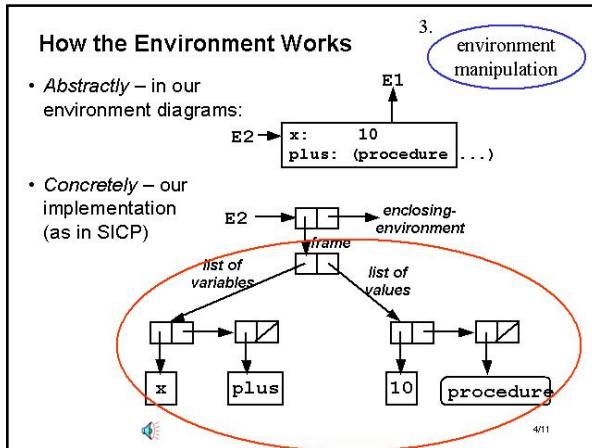 How the Environment Works
3.
environment
manipulation
• Abstractly – in our
environment diagrams:
E1
E2
x: 10
plus: (procedure ...)
• Concretely – our
implementation
(as in SICP)
E2
enclosing-
environment
frame
list of
variables
list of
values
x
plus
10
procedure
4/11